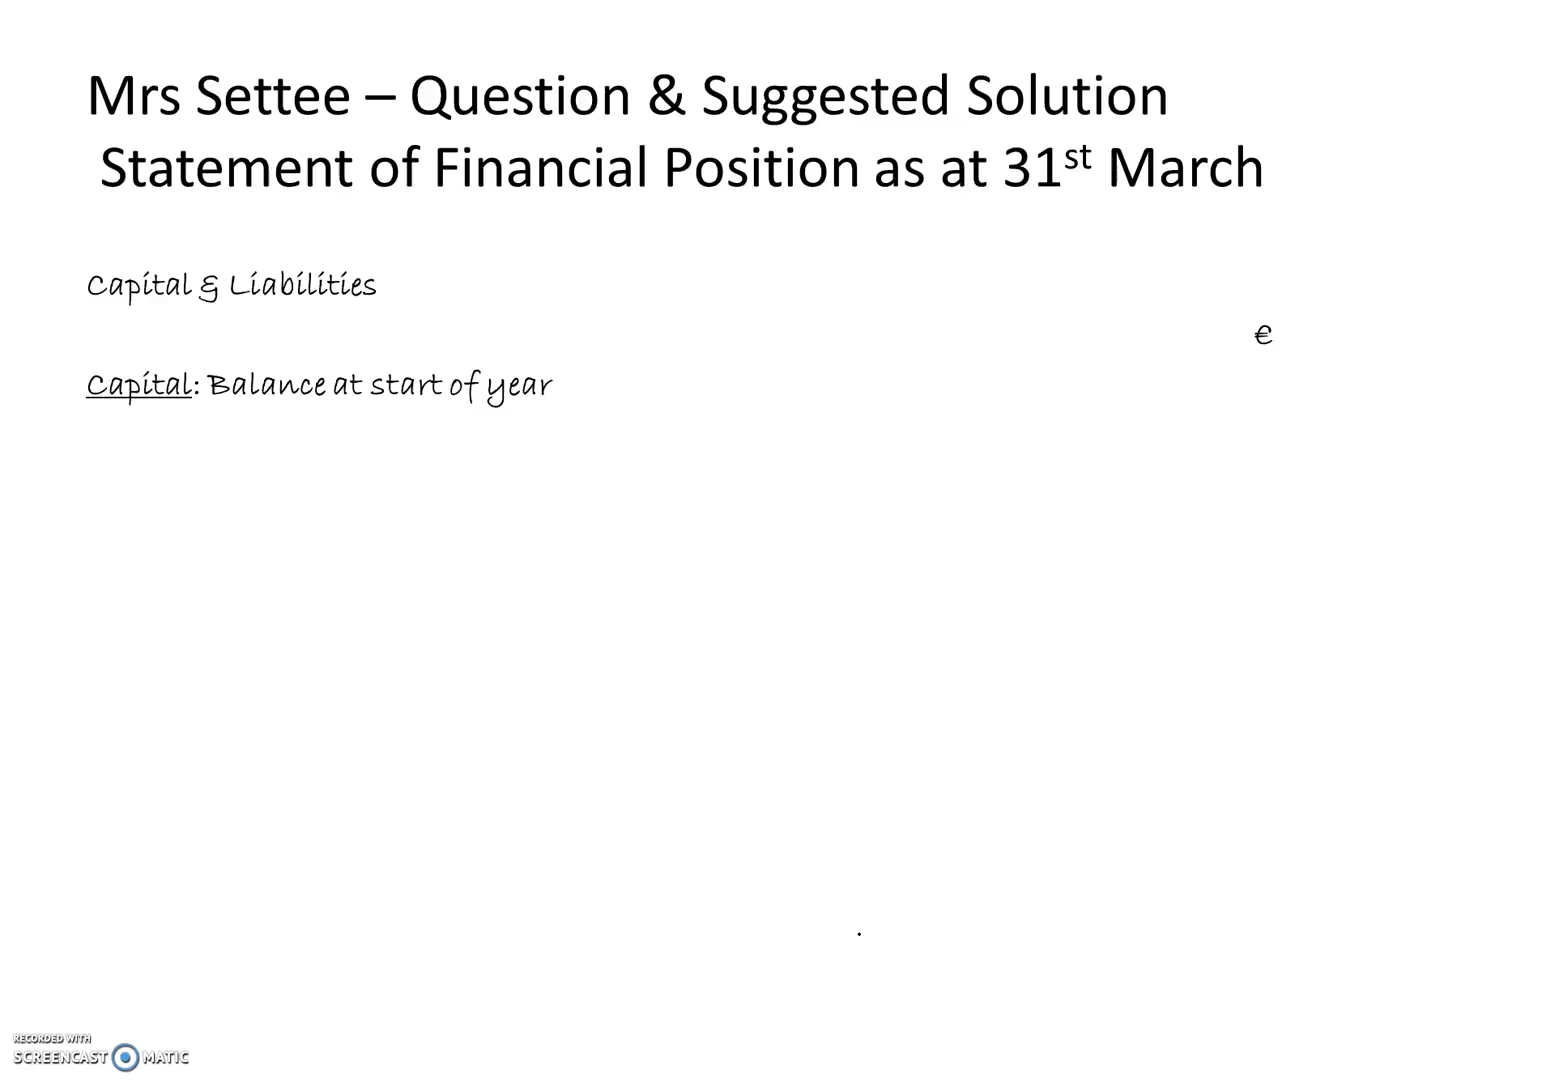 Mrs Settee – Question & Suggested Solution
Statement of Financial Position as at 31st March
Capital & Liabilities
€
Capital: Balance at start of year
RECORDED WITH
SCREENCAST MATIC